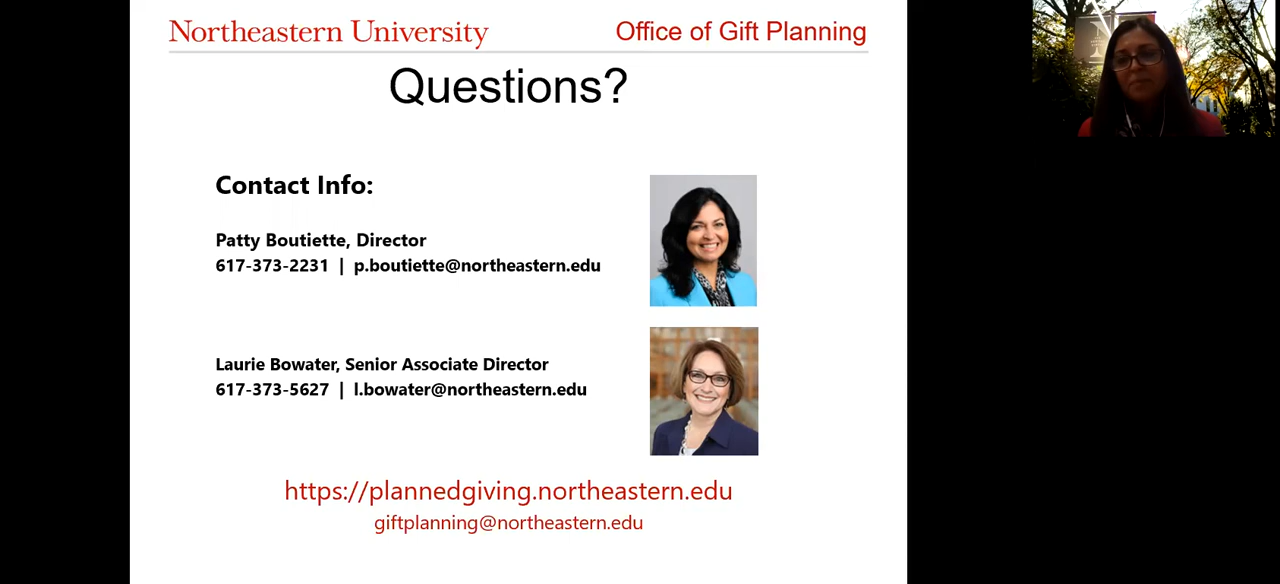 Northeastern University
Office of Gift Planning
Questions?
Contact Info:
Patty Boutiette, Director
617-373-2231 | p.boutiette@northeastern.edu
Laurie Bowater, Senior Associate Director
617-373-5627 | l.bowater@northeastern.edu
https://plannedgiving.northeastern.edu
giftplanning@northeastern.edu